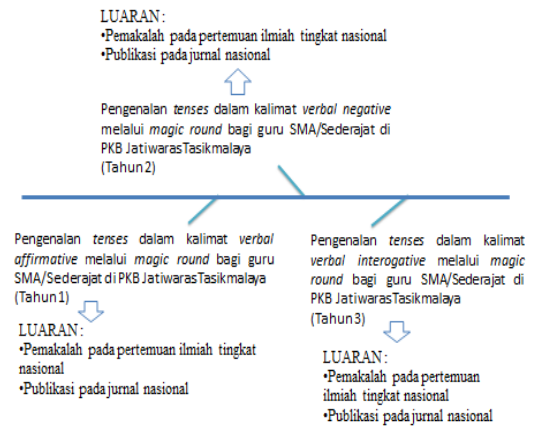 LUARAN:
•Pemakalah pada pertemuan ilmiah tingkat nasional
•Publikasi pada jurnal nasional
Pengenalan tenses dalam kalimat verbal negative
melalui magic round bagi guru SMA/Sederajat di
PKB JatiwarasTasikmalaya
(Tahun 2)
Pengenalan tenses dalam kalimat verbal
affirmative melalui magic round bagi guru
SMA/Sederajat di PKB JatiwarasTasikmalaya
(Tahun 1)
LUARAN:
•Pemakalah pada pertemuan ilmiah tingkat
nasional
•Publikasi pada jurnal nasional
Pengenalan tenses dalam kalimat
verbal interogative melalui magic
round bagi guru SMA/Sederajat di
PKB JatiwarasTasikmalaya
(Tahun 3)
LUARAN:
•Pemakalah pada pertemuan
ilmiah tingkat nasional
•Publikasi pada jurnal nasional